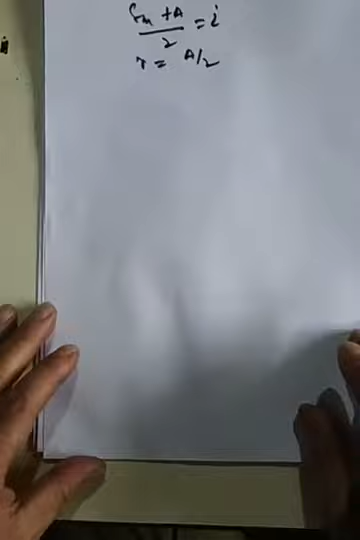 δm + A / 2 = i
r = A/2